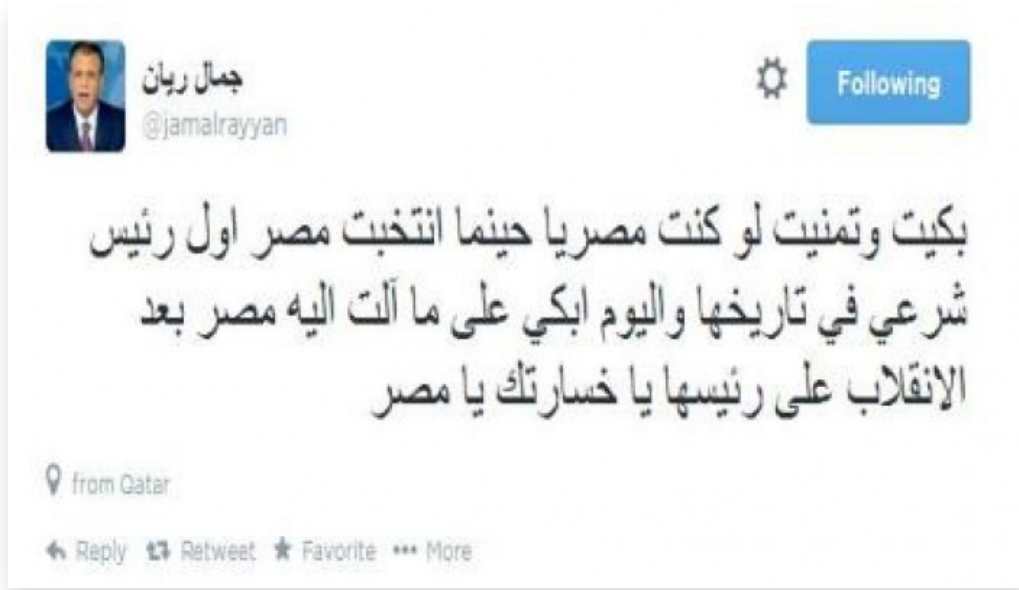 جمال ريان
@jamalrayyan
Following
بكيت وتمنيت لو كنت مصريا حينما انتخبت مصر اول رئيس
شرعي في تاريخها واليوم ابكي على ما آلت اليه مصر بعد
الانقلاب على رئيسها يا خسارتك يا مصر
from Qatar
Reply Retweet Favorite More